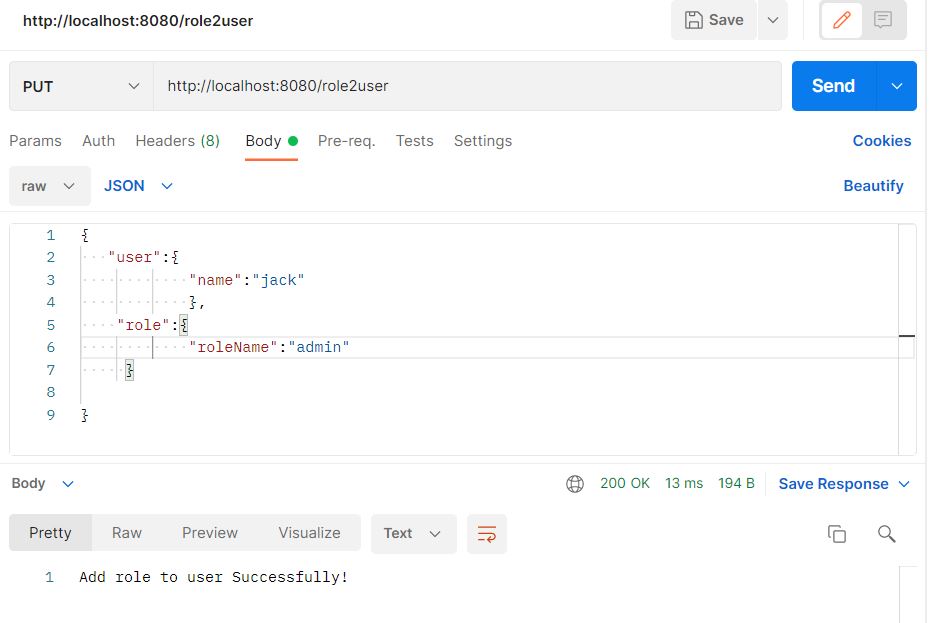 http://localhost:8080/role2user
Save
PUT
http://localhost:8080/role2user
Send
Params Auth Headers (8) Body Pre-req. Tests Settings Cookies
raw JSON Beautify
1 {
2 "user":{
3 "name":"jack"
4 },
5 "role":{
6 "roleName":"admin"
7 }
8
9 }
Body 200 OK 13 ms 194 B Save Response
Pretty Raw Preview Visualize Text
1 Add role to user Successfully!